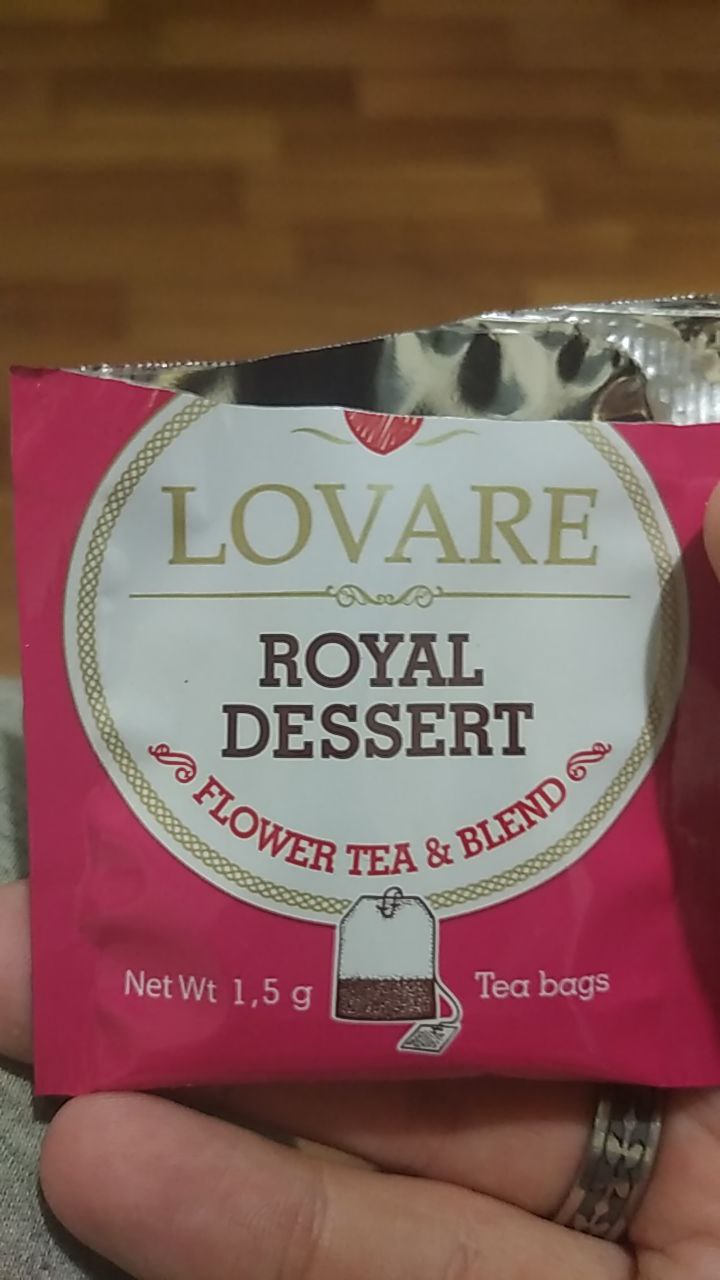 LOVARE
ROYAL
DESSERT
FLOWER TEA & BLEND
Net Wt 1,5 g
Tea bags